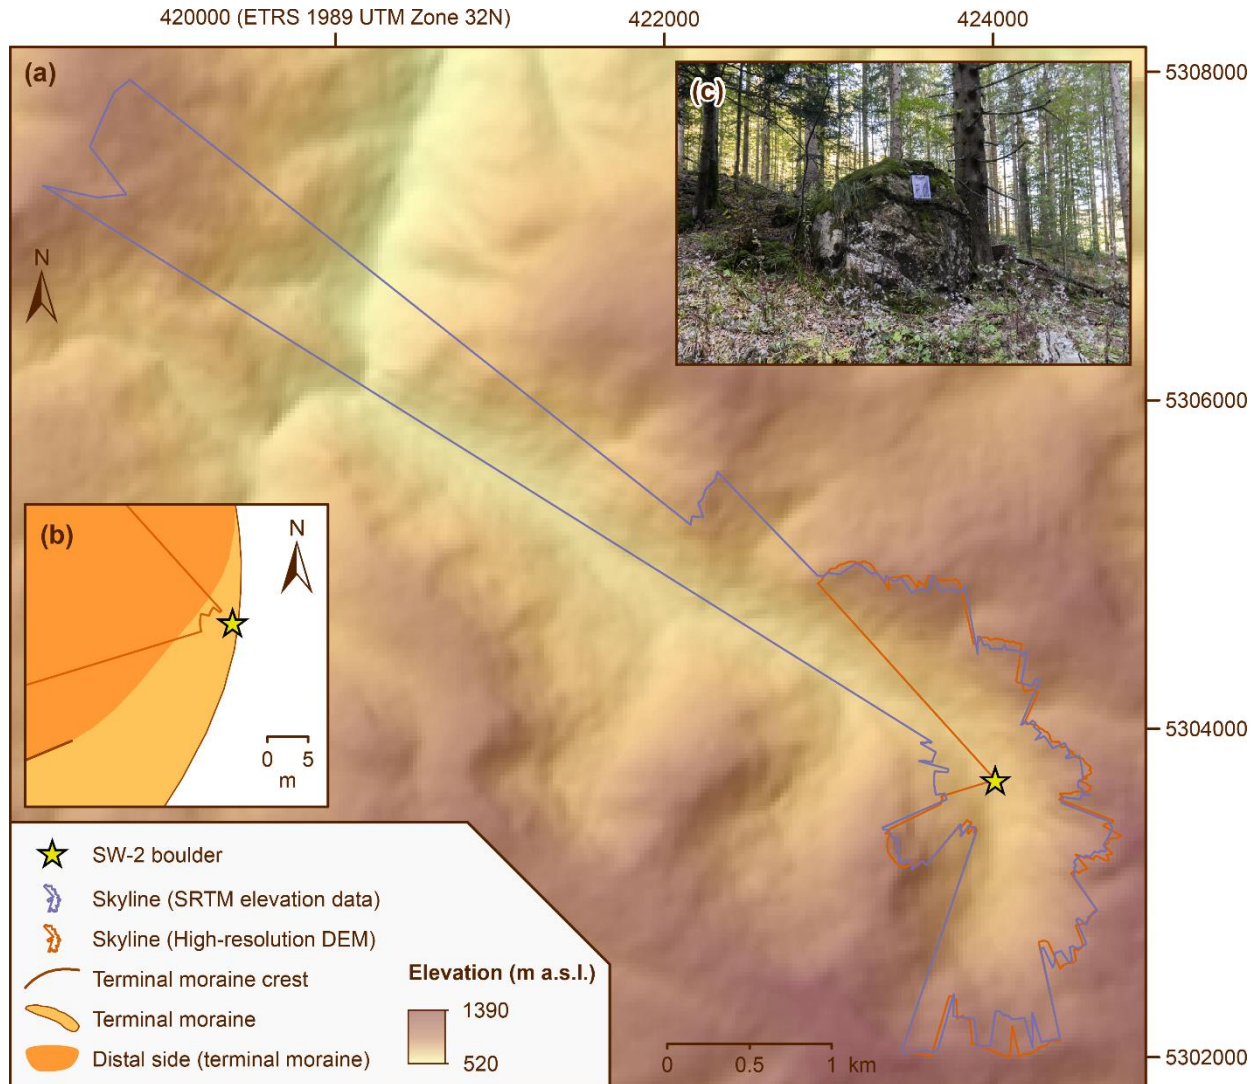 420000 (ETRS 1989 UTM Zone 32N)
422000
424000
(a)
(c)
5308000
N
5306000
(b)
N
0 5
m
5304000
SW-2 boulder
Skyline (SRTM elevation data)
Skyline (High-resolution DEM)
Terminal moraine crest
Terminal moraine
Distal side (terminal moraine)
Elevation (m a.s.l.)
1390
520
0 0.5 1 km
5302000